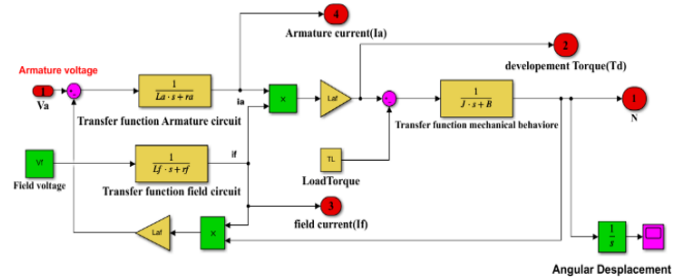 4
Armature current(Ia)
2
developement Torque(Td)
Armature voltage
1
Va
1
La · s + ra
ia
Transfer function Armature circuit
X
Laf
1
J · s + B
Transfer function mechanical behaviore
1
N
Vf
Field voltage
1
Lf · s + rf
if
Transfer function field circuit
TL
LoadTorque
3
field current(If)
Laf
X
1
s
Angular Desplacement